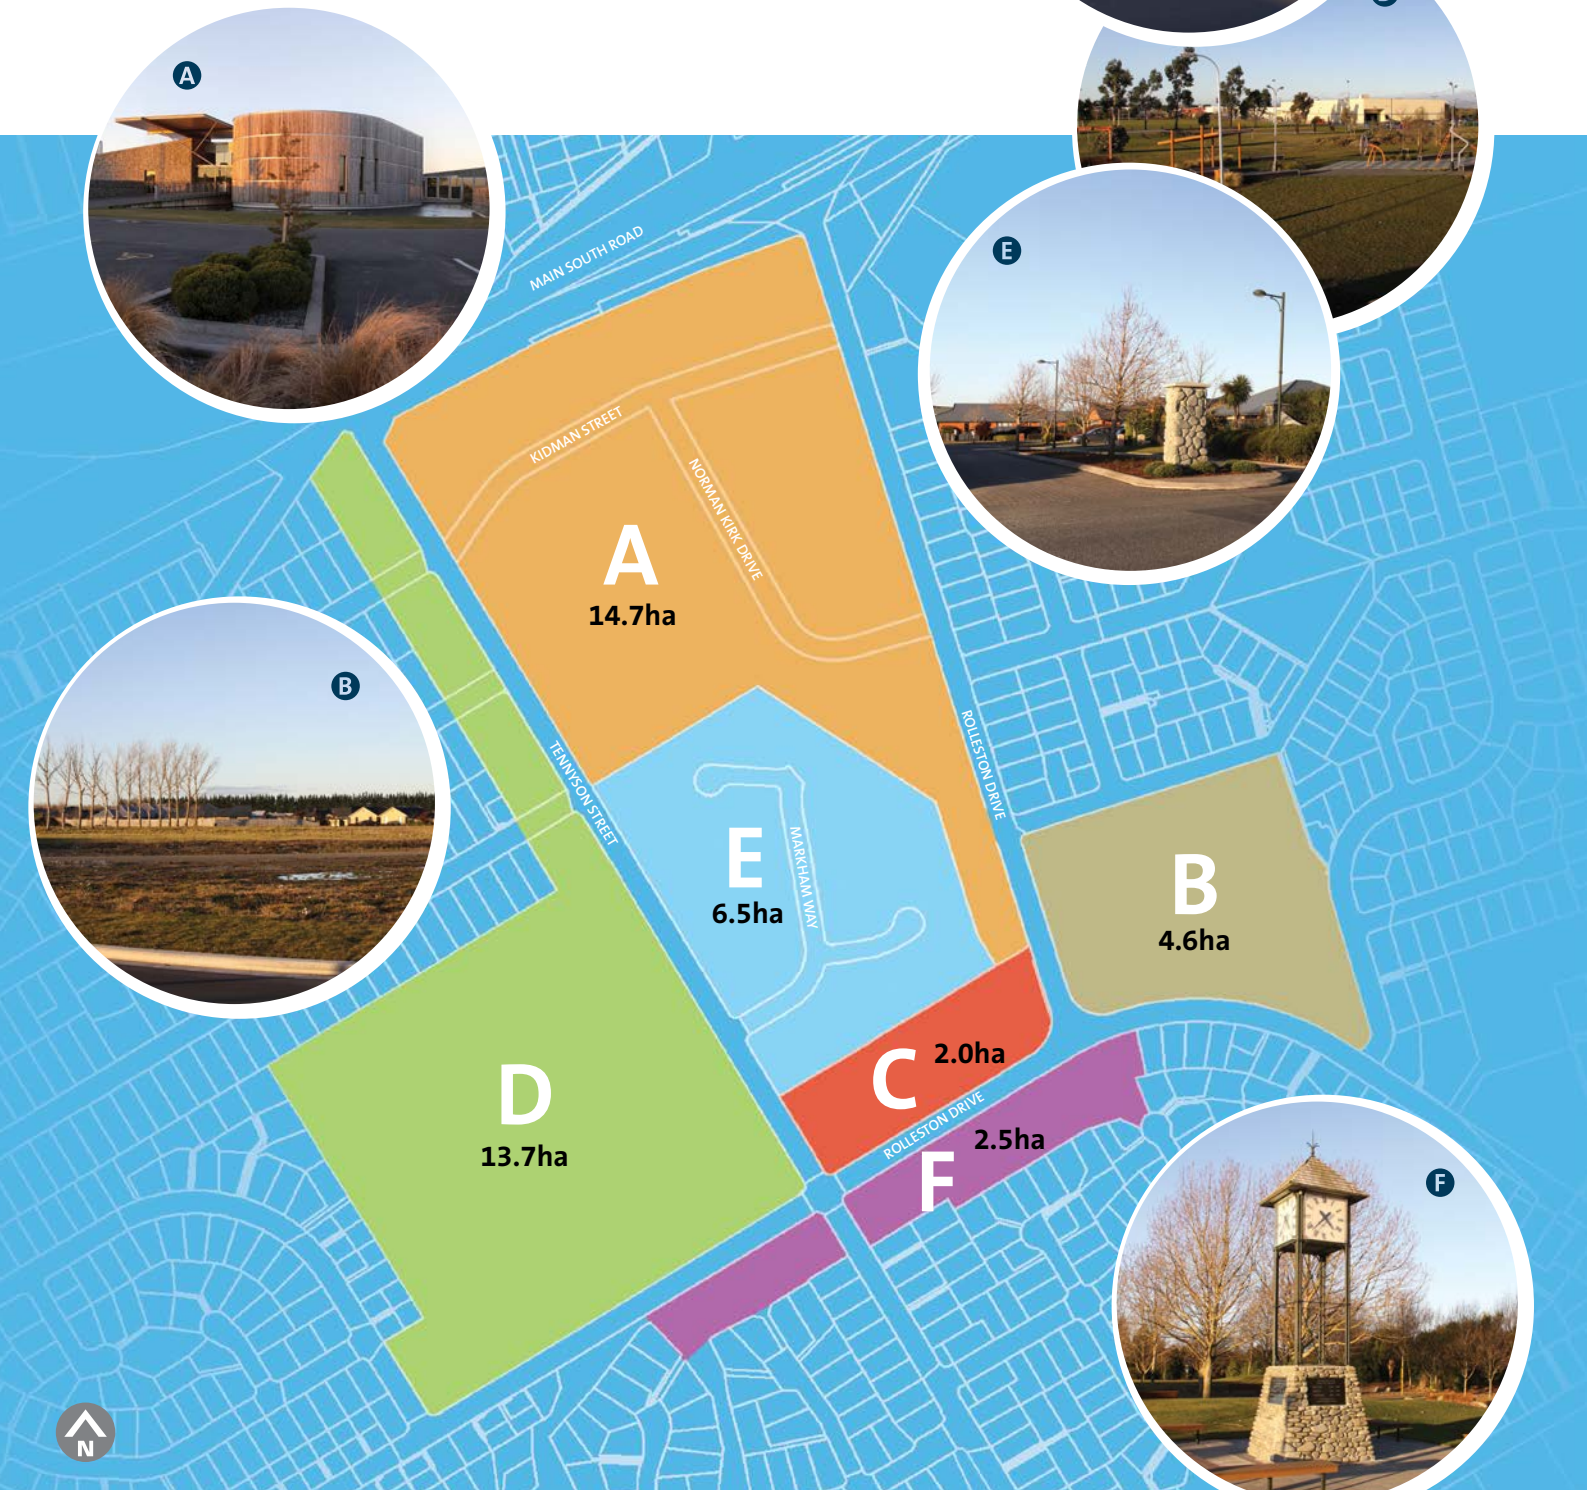 A
E
MAIN SOUTH ROAD
KIDMAN STREET
NORMAN KIRK DRIVE
A
14.7ha
B
TENNYSON STREET
ROLLESTON DRIVE
E
6.5ha
MARKHAM WAY
B
4.6ha
D
13.7ha
C
2.0ha
ROLLESTON DRIVE
F
2.5ha
F
N